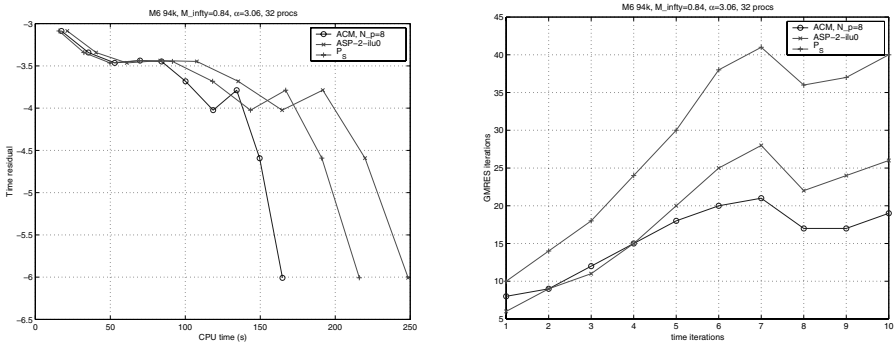 M6 94k, M_infty=0.84, α=3.06, 32 procs
ACM, N_p=8
ASP-2-ilu0
P_S
Time residual
-3
-3.5
-4
-4.5
-5
-5.5
-6
-6.5
0
50
100
150
200
250
CPU time (s)
M6 94k, M_infty=0.84, α=3.06, 32 procs
ACM, N_p=8
ASP-2-ilu0
P_S
GMRES iterations
45
40
35
30
25
20
15
10
5
1
2
3
4
5
6
7
8
9
10
time iterations